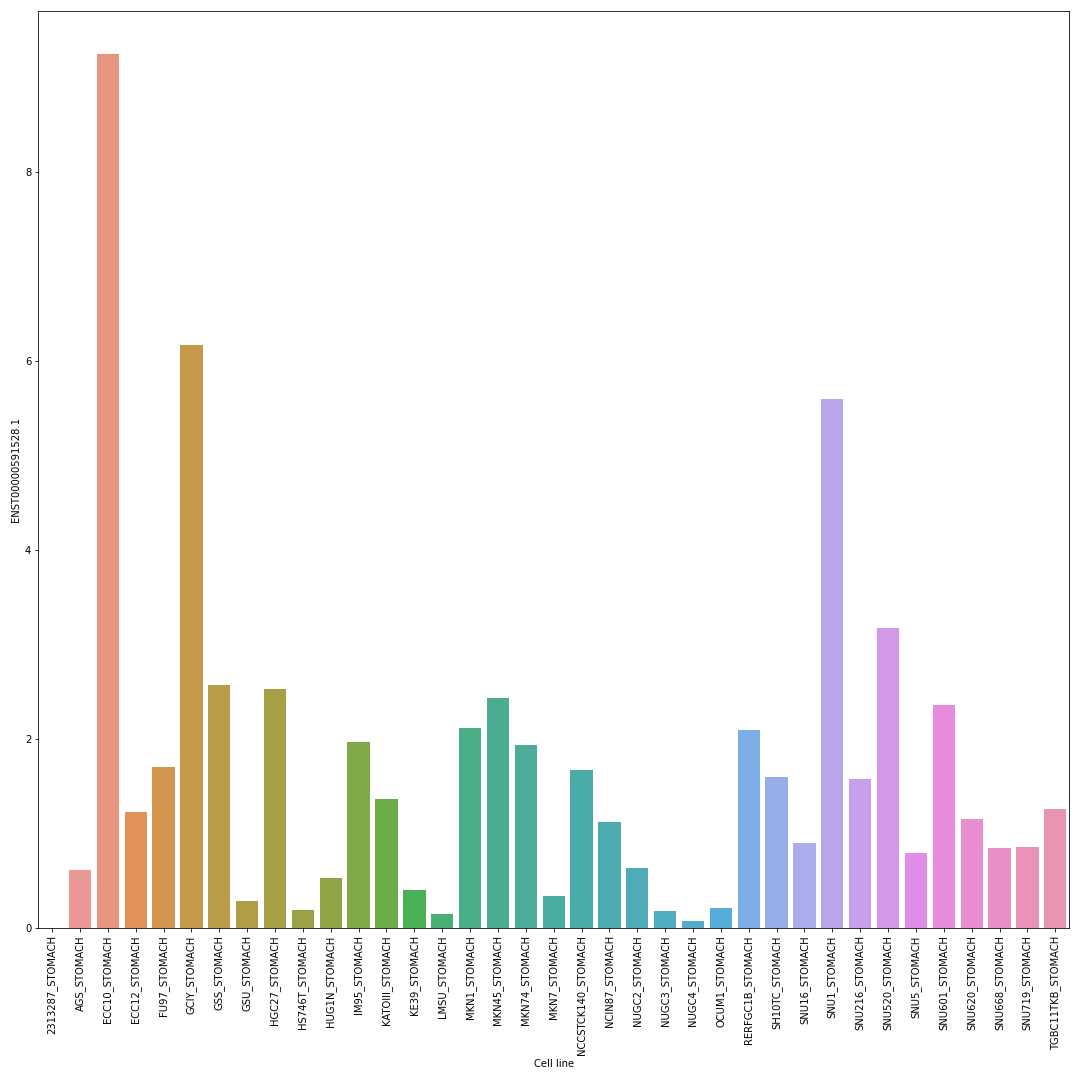 8
6
4
2
0
ENST00000591528.1
2313287_STOMACH
AGS_STOMACH
ECC10_STOMACH
ECC12_STOMACH
FU97_STOMACH
GCIY_STOMACH
GSS_STOMACH
GSU_STOMACH
HGC27_STOMACH
HS746T_STOMACH
HUG1N_STOMACH
IM95_STOMACH
KATOIII_STOMACH
KE39_STOMACH
LMSU_STOMACH
MKN1_STOMACH
MKN45_STOMACH
MKN74_STOMACH
MKN7_STOMACH
NCCSTCK140_STOMACH
NCIN87_STOMACH
NUGC2_STOMACH
NUGC3_STOMACH
NUGC4_STOMACH
OCUM1_STOMACH
RERFGC1B_STOMACH
SH10TC_STOMACH
SNU16_STOMACH
SNU1_STOMACH
SNU216_STOMACH
SNU520_STOMACH
SNU5_STOMACH
SNU601_STOMACH
SNU620_STOMACH
SNU668_STOMACH
SNU719_STOMACH
TGBC11TKB_STOMACH
Cell line